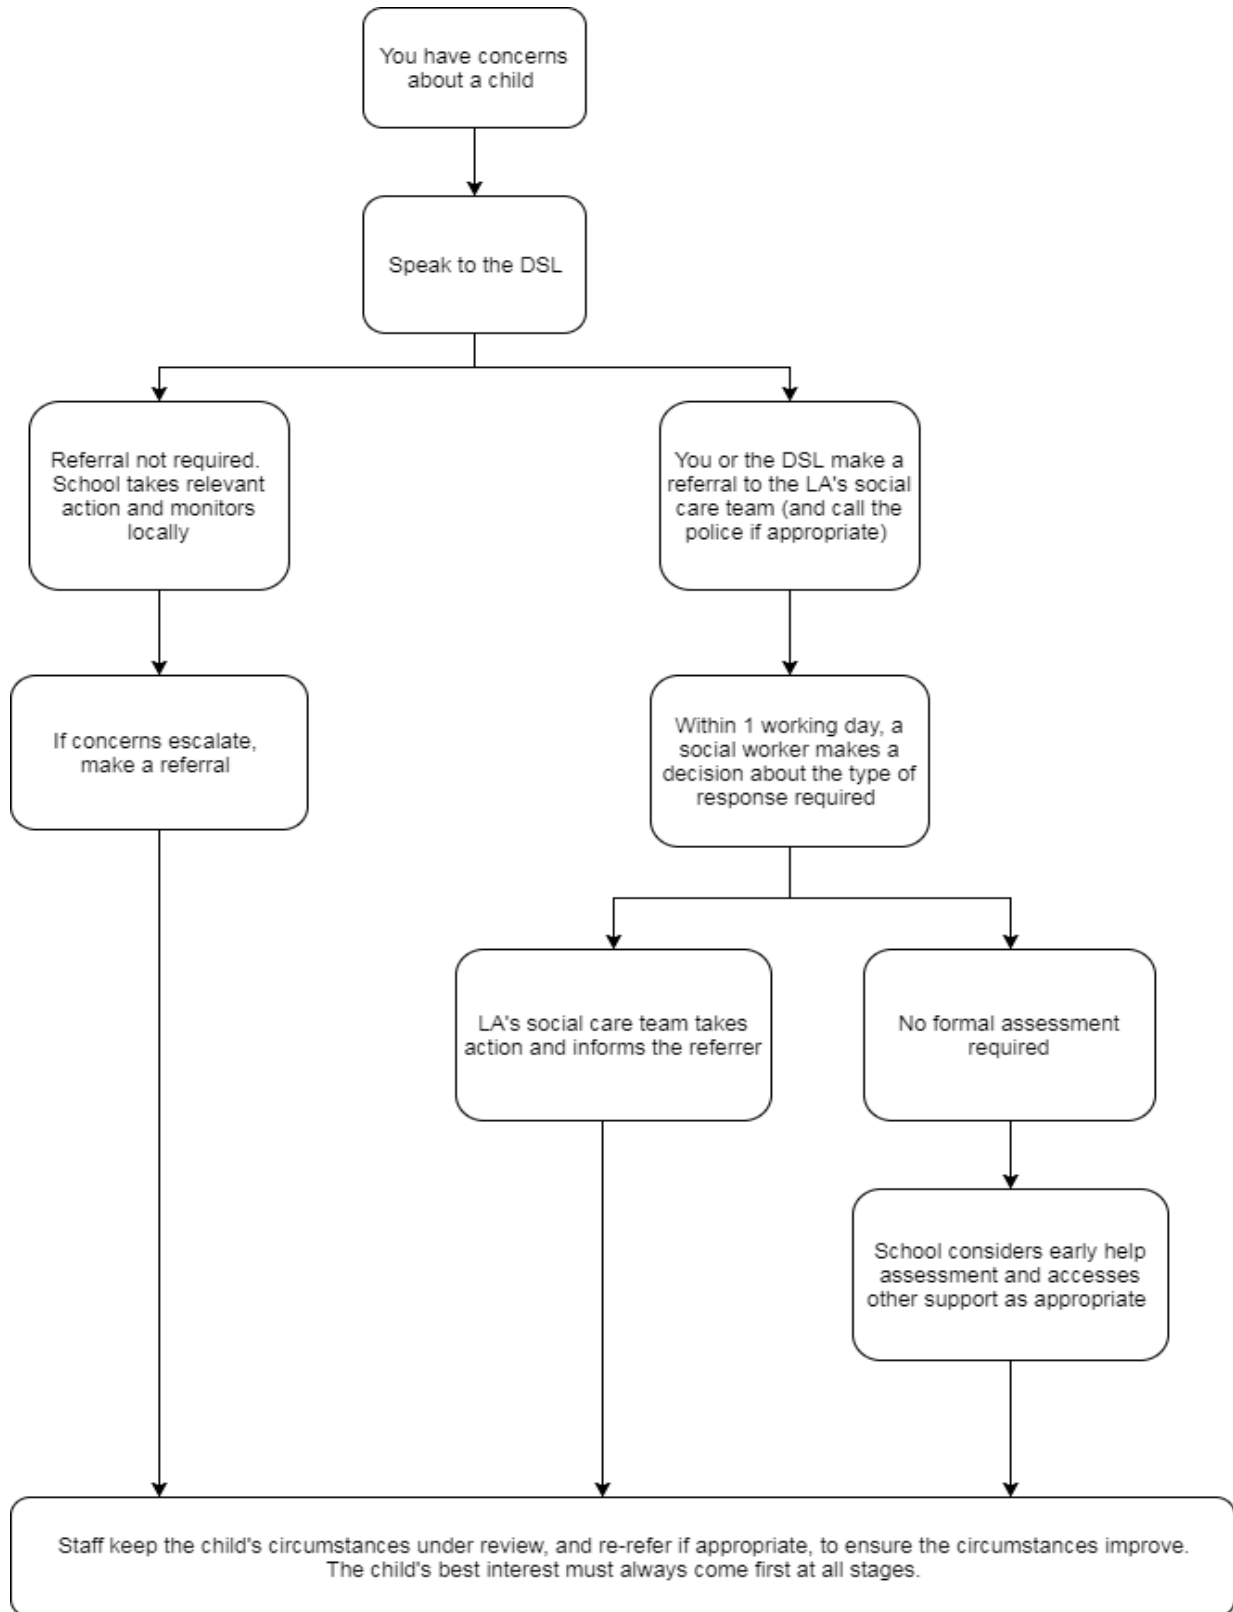 You have concerns
about a child
Speak to the DSL
Referral not required.
School takes relevant
action and monitors
locally
You or the DSL make a
referral to the LA's social
care team (and call the
police if appropriate)
If concerns escalate,
make a referral
Within 1 working day, a
social worker makes a
decision about the type of
response required
LA's social care team takes
action and informs the referrer
No formal assessment
required
School considers early help
assessment and accesses
other support as appropriate
Staff keep the child's circumstances under review, and re-refer if appropriate, to ensure the circumstances improve.
The child's best interest must always come first at all stages.